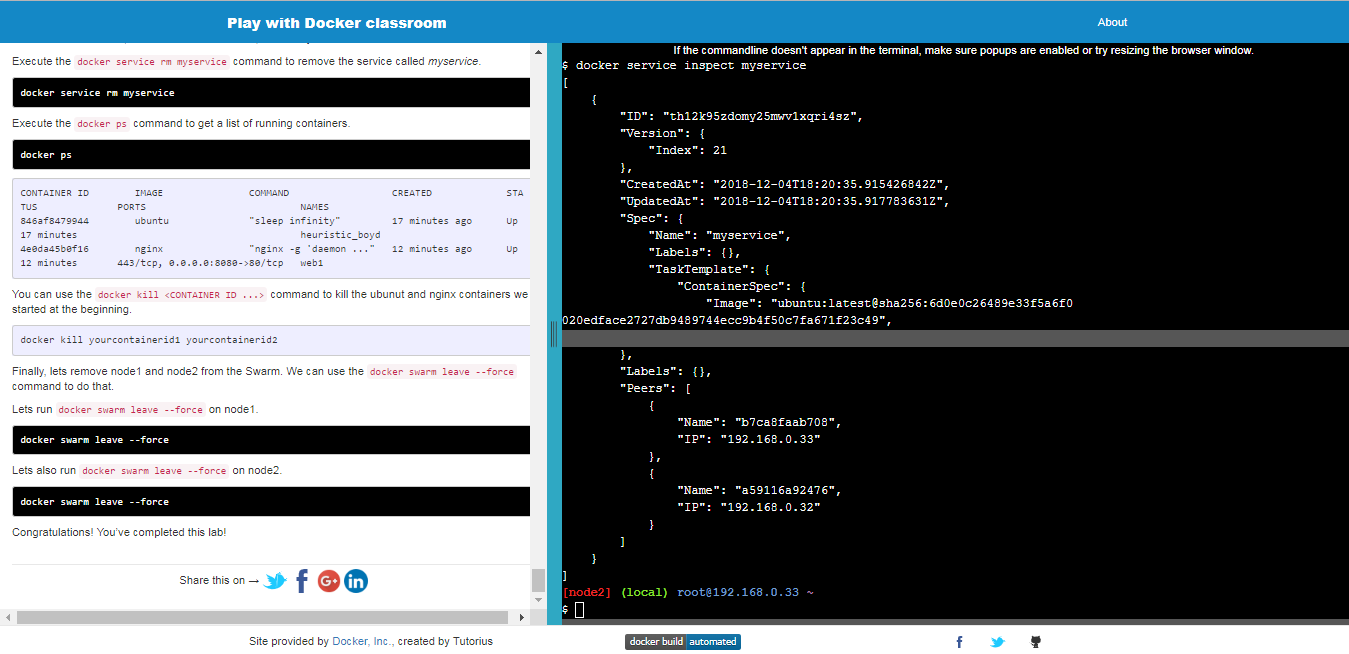 Play with Docker classroom
About
Execute the docker service rm myservice command to remove the service called myservice.
docker service rm myservice
Execute the docker ps command to get a list of running containers.
docker ps
CONTAINER ID        IMAGE               COMMAND                  CREATED             STA
TUS              PORTS                           NAMES
846af8479944        ubuntu              "sleep infinity"         17 minutes ago      Up
17 minutes                                       heuristic_boyd
4e0da45b0f16        nginx               "nginx -g 'daemon ..."   12 minutes ago      Up
12 minutes       443/tcp, 0.0.0.0:8080->80/tcp   web1
You can use the docker kill <CONTAINER ID ...> command to kill the ubunut and nginx containers we
started at the beginning.
docker kill yourcontainerid1 yourcontainerid2
Finally, lets remove node1 and node2 from the Swarm. We can use the docker swarm leave --force
command to do that.
Lets run docker swarm leave --force on node1.
docker swarm leave --force
Lets also run docker swarm leave --force on node2.
docker swarm leave --force
Congratulations! You've completed this lab!
Share this on →
If the commandline doesn't appear in the terminal, make sure popups are enabled or try resizing the browser window.
$ docker service inspect myservice
[
    {
        "ID": "th12k95zdomy25mwv1xqri4sz",
        "Version": {
            "Index": 21
        },
        "CreatedAt": "2018-12-04T18:20:35.915426842Z",
        "UpdatedAt": "2018-12-04T18:20:35.917783631Z",
        "Spec": {
            "Name": "myservice",
            "Labels": {},
            "TaskTemplate": {
                "ContainerSpec": {
                    "Image": "ubuntu:latest@sha256:6d0e0c26489e33f5a6f0
020edface2727db9489744ecc9b4f50c7fa671f23c49",
        },
        "Labels": {},
        "Peers": [
            {
                "Name": "b7ca8faab708",
                "IP": "192.168.0.33"
            },
            {
                "Name": "a59116a92476",
                "IP": "192.168.0.32"
            }
        ]
    }
]
[node2] (local) root@192.168.0.33 ~
$
Site provided by Docker, Inc., created by Tutorius
docker build automated